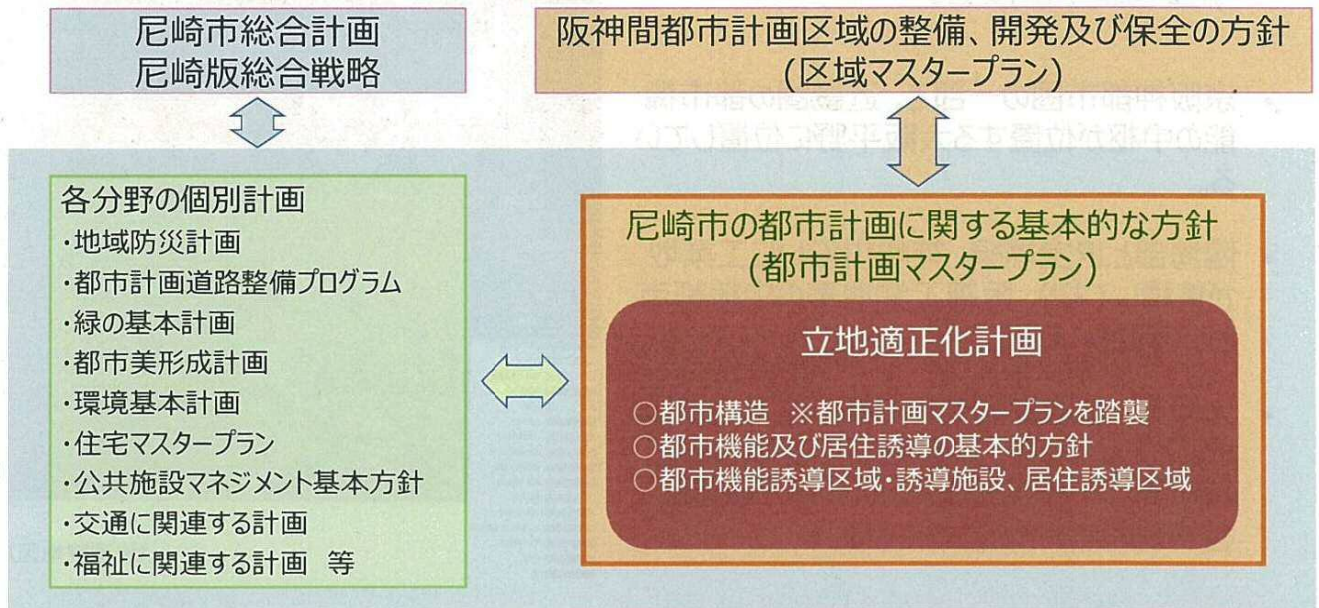 尼崎市総合計画
尼崎版総合戦略
阪神間都市計画区域の整備、開発及び保全の方針
(区域マスタープラン)
各分野の個別計画
・地域防災計画
・都市計画道路整備プログラム
・緑の基本計画
・都市美形成計画
・環境基本計画
・住宅マスタープラン
・公共施設マネジメント基本方針
・交通に関連する計画
・福祉に関連する計画 等
尼崎市の都市計画に関する基本的な方針
(都市計画マスタープラン)
立地適正化計画
○都市構造 ※都市計画マスタープランを踏襲
○都市機能及び居住誘導の基本的方針
○都市機能誘導区域・誘導施設、居住誘導区域